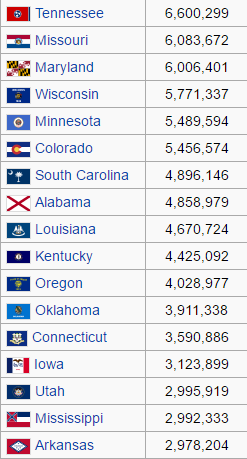 Tennessee 6,600,299
Missouri 6,083,672
Maryland 6,006,401
Wisconsin 5,771,337
Minnesota 5,489,594
Colorado 5,456,574
South Carolina 4,896,146
Alabama 4,858,979
Louisiana 4,670,724
Kentucky 4,425,092
Oregon 4,028,977
Oklahoma 3,911,338
Connecticut 3,590,886
Iowa 3,123,899
Utah 2,995,919
Mississippi 2,992,333
Arkansas 2,978,204